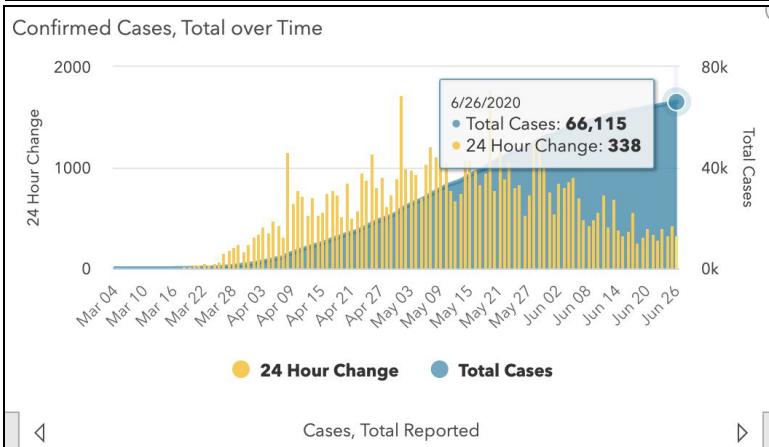 Confirmed Cases, Total over Time
2000
1000
0
24 Hour Change
80k
40k
0k
Total Cases
6/26/2020
Total Cases: 66,115
24 Hour Change: 338
Mar 04
Mar 10
Mar 16
Mar 22
Mar 28
Apr 03
Apr 09
Apr 15
Apr 21
Apr 27
May 03
May 09
May 15
May 21
May 27
Jun 02
Jun 08
Jun 14
Jun 20
Jun 26
24 Hour Change
Total Cases
Cases, Total Reported